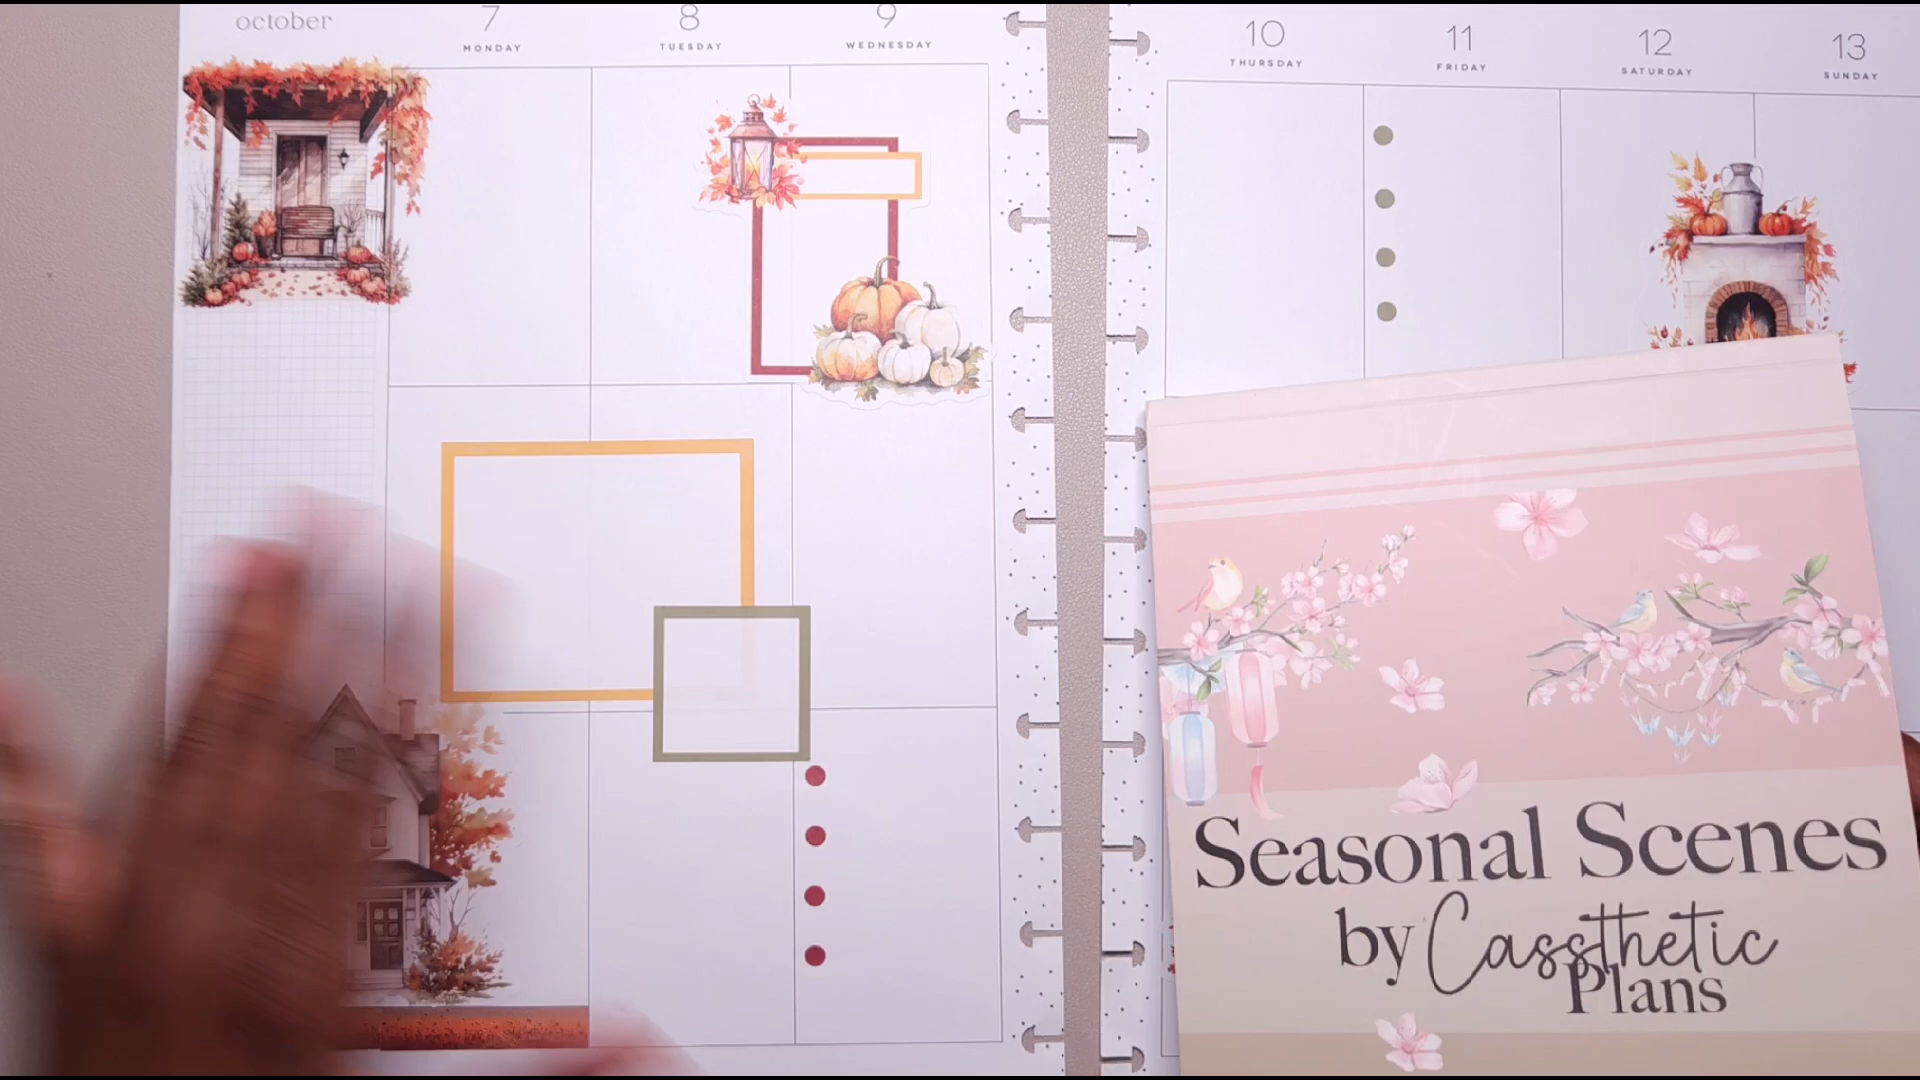 october
7
MONDAY
8
TUESDAY
9
WEDNESDAY
10
THURSDAY
11
FRIDAY
12
SATURDAY
13
SUNDAY
Seasonal Scenes
by Cassthetic
Plans